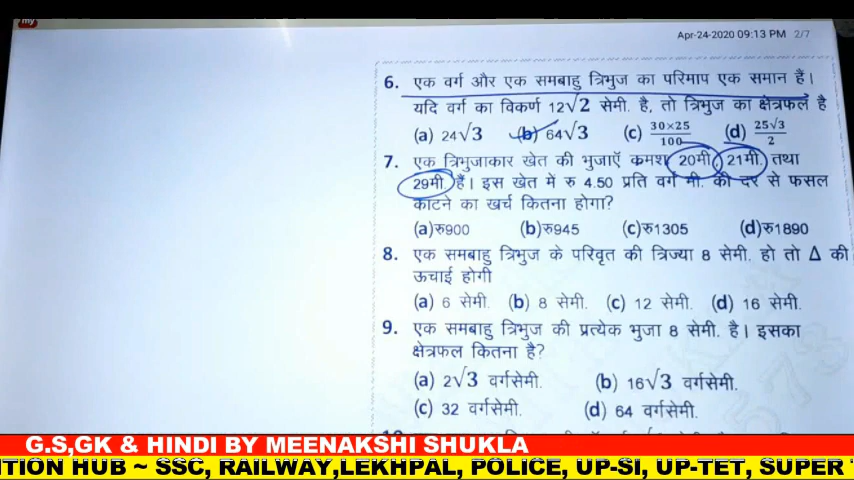 my
Apr-24-2020 09:13 PM 2/7
6. एक वर्ग और एक समबाहु त्रिभुज का परिमाप एक समान है।
यदि वर्ग का विकर्ण 12√2 सेमी. है, तो त्रिभुज का क्षेत्रफल है
(a) 24√3 (b) 64√3 (c) 30×25/100 (d) 25√3/2
7. एक त्रिभुजाकार खेत की भुजाएँ कमश 20मी, 21मी. तथा
29मी. है। इस खेत में रु 4.50 प्रति वर्ग मी. की दर से फसल
काटने का खर्च कितना होगा?
(a)रु900 (b)रु945 (c)रु1305 (d)रु1890
8. एक समबाहु त्रिभुज के परिवृत की त्रिज्या 8 सेमी. हो तो Δ की
ऊचाई होगी
(a) 6 सेमी. (b) 8 सेमी. (c) 12 सेमी. (d) 16 सेमी.
9. एक समबाहु त्रिभुज की प्रत्येक भुजा 8 सेमी. है। इसका
क्षेत्रफल कितना है?
(a) 2√3 वर्गसेमी. (b) 16√3 वर्गसेमी.
(c) 32 वर्गसेमी. (d) 64 वर्गसेमी.
G.S,GK & HINDI BY MEENAKSHI SHUKLA
TION HUB ~ SSC, RAILWAY,LEKHPAL, POLICE, UP-SI, UP-TET, SUPER